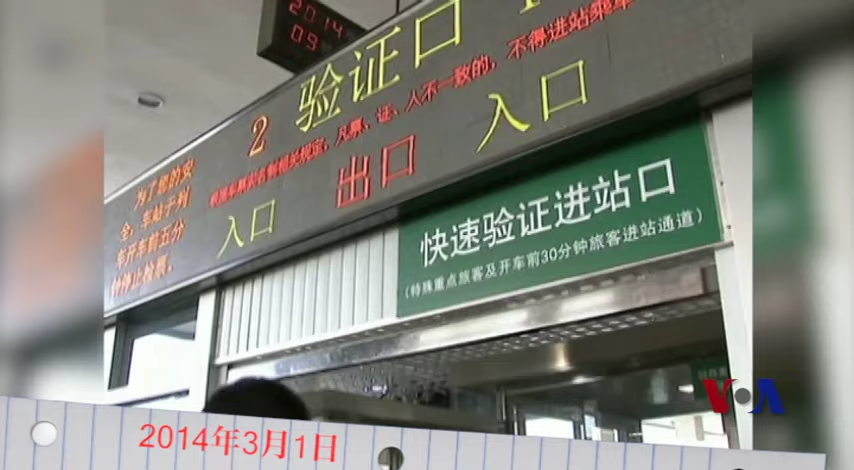 2014
09
2 验证口
凡票、证、人不一致的，不得进站乘车
为了您的安
全，车站于列
车开车前五分
钟停止检票。
入口 出口 入口
快速验证进站口
（特殊重点旅客及开车前30分钟旅客进站通道）
VOA
2014年3月1日